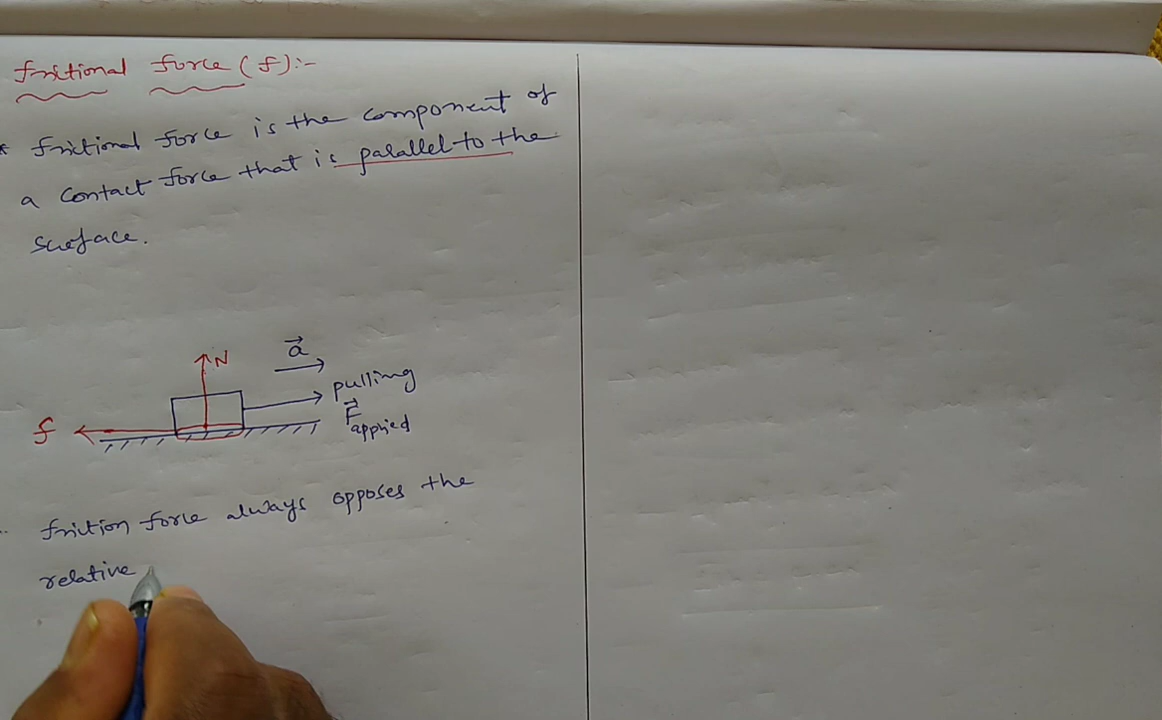 frictional force (f):-
* frictional force is the component of
a contact force that is parallel to the
surface.
N
a
pulling
f
F applied
friction force always opposes the
relative